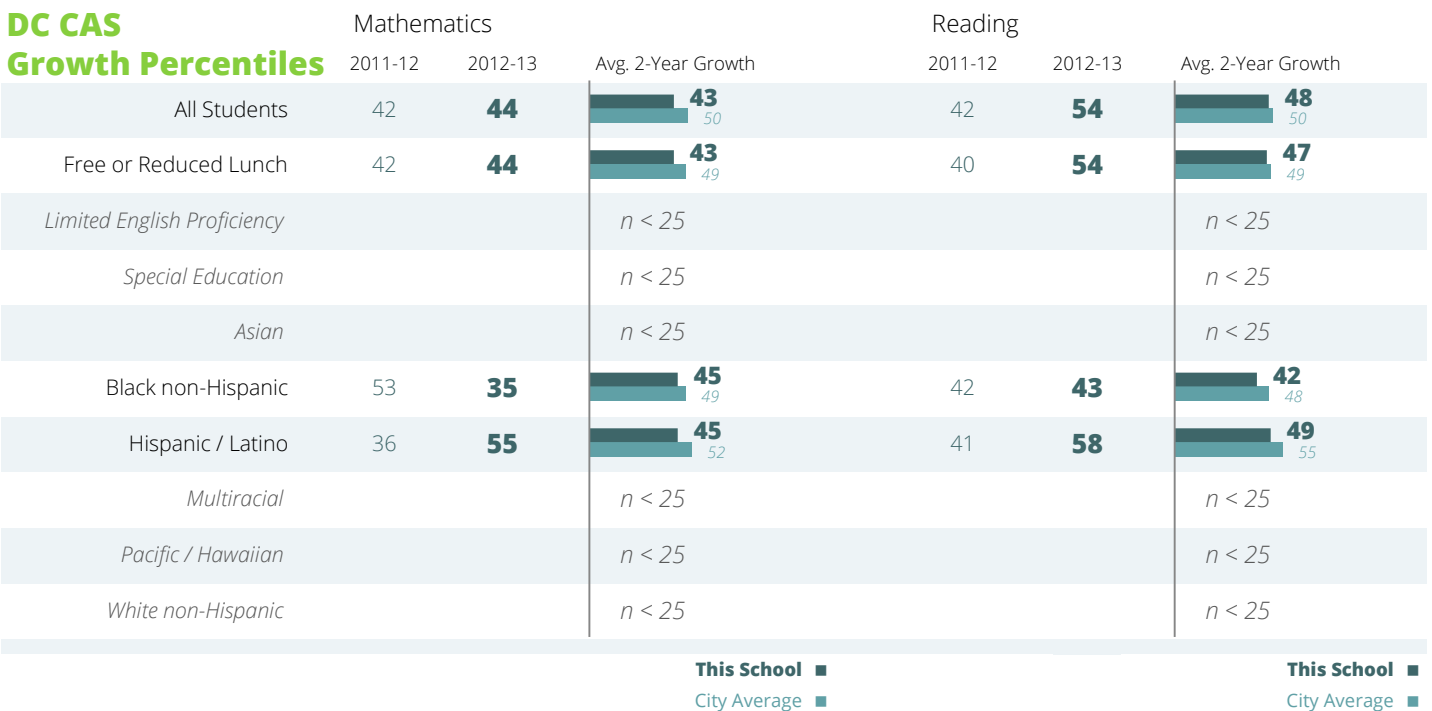 DC CAS Mathematics Reading
Growth Percentiles 2011-12 2012-13 Avg. 2-Year Growth 2011-12 2012-13 Avg. 2-Year Growth
All Students 42 44 43 50 42 54 48 50
Free or Reduced Lunch 42 44 43 49 40 54 47 49
Limited English Proficiency n < 25 n < 25
Special Education n < 25 n < 25
Asian n < 25 n < 25
Black non-Hispanic 53 35 45 49 42 43 42 48
Hispanic / Latino 36 55 45 52 41 58 49 55
Multiracial n < 25 n < 25
Pacific / Hawaiian n < 25 n < 25
White non-Hispanic n < 25 n < 25
This School This School
City Average City Average